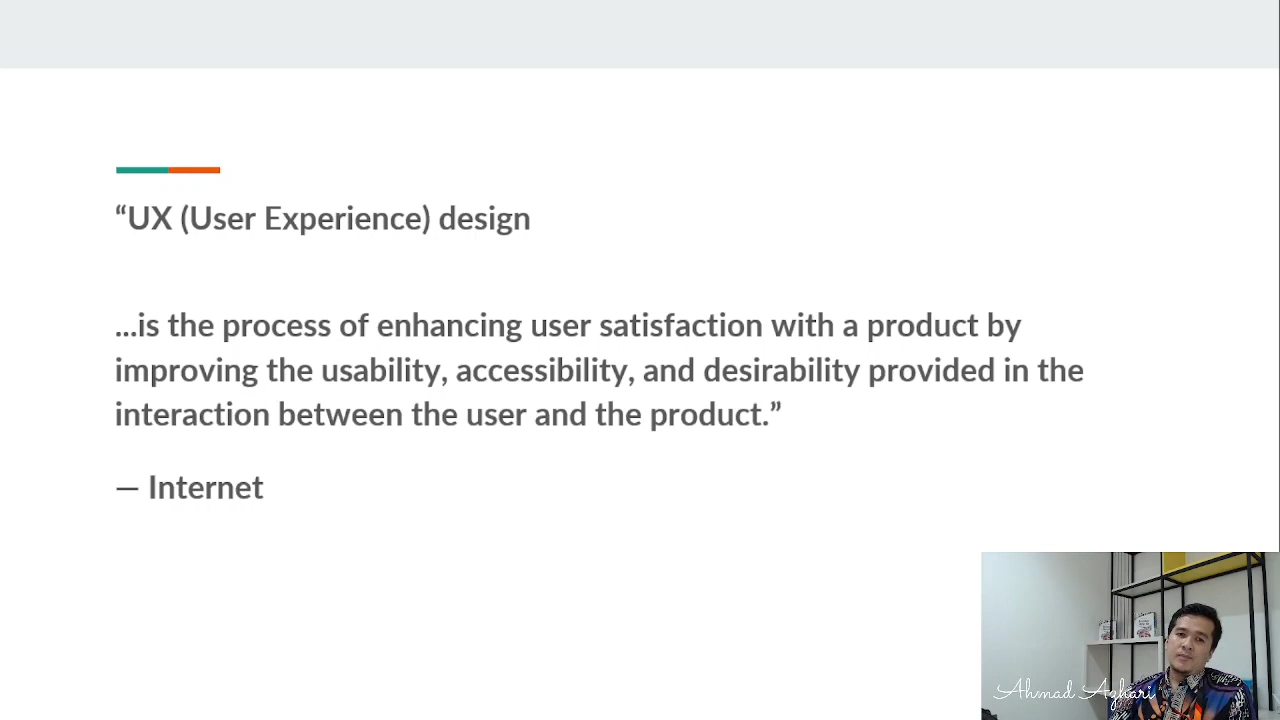 “UX (User Experience) design
...is the process of enhancing user satisfaction with a product by
improving the usability, accessibility, and desirability provided in the
interaction between the user and the product.”
— Internet
Ahmad Azhari